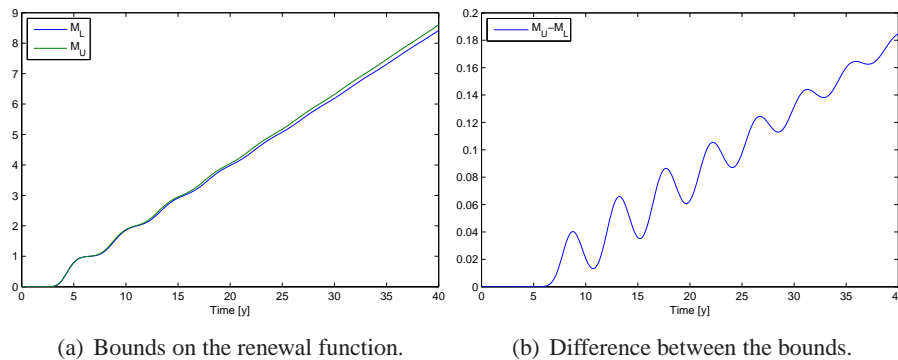 9
8
7
6
5
4
3
2
1
0
M_L
M_U
0 5 10 15 20 25 30 35 40
Time [y]
(a) Bounds on the renewal function.
0.2
0.18
0.16
0.14
0.12
0.1
0.08
0.06
0.04
0.02
0
M_U−M_L
0 5 10 15 20 25 30 35 40
Time [y]
(b) Difference between the bounds.